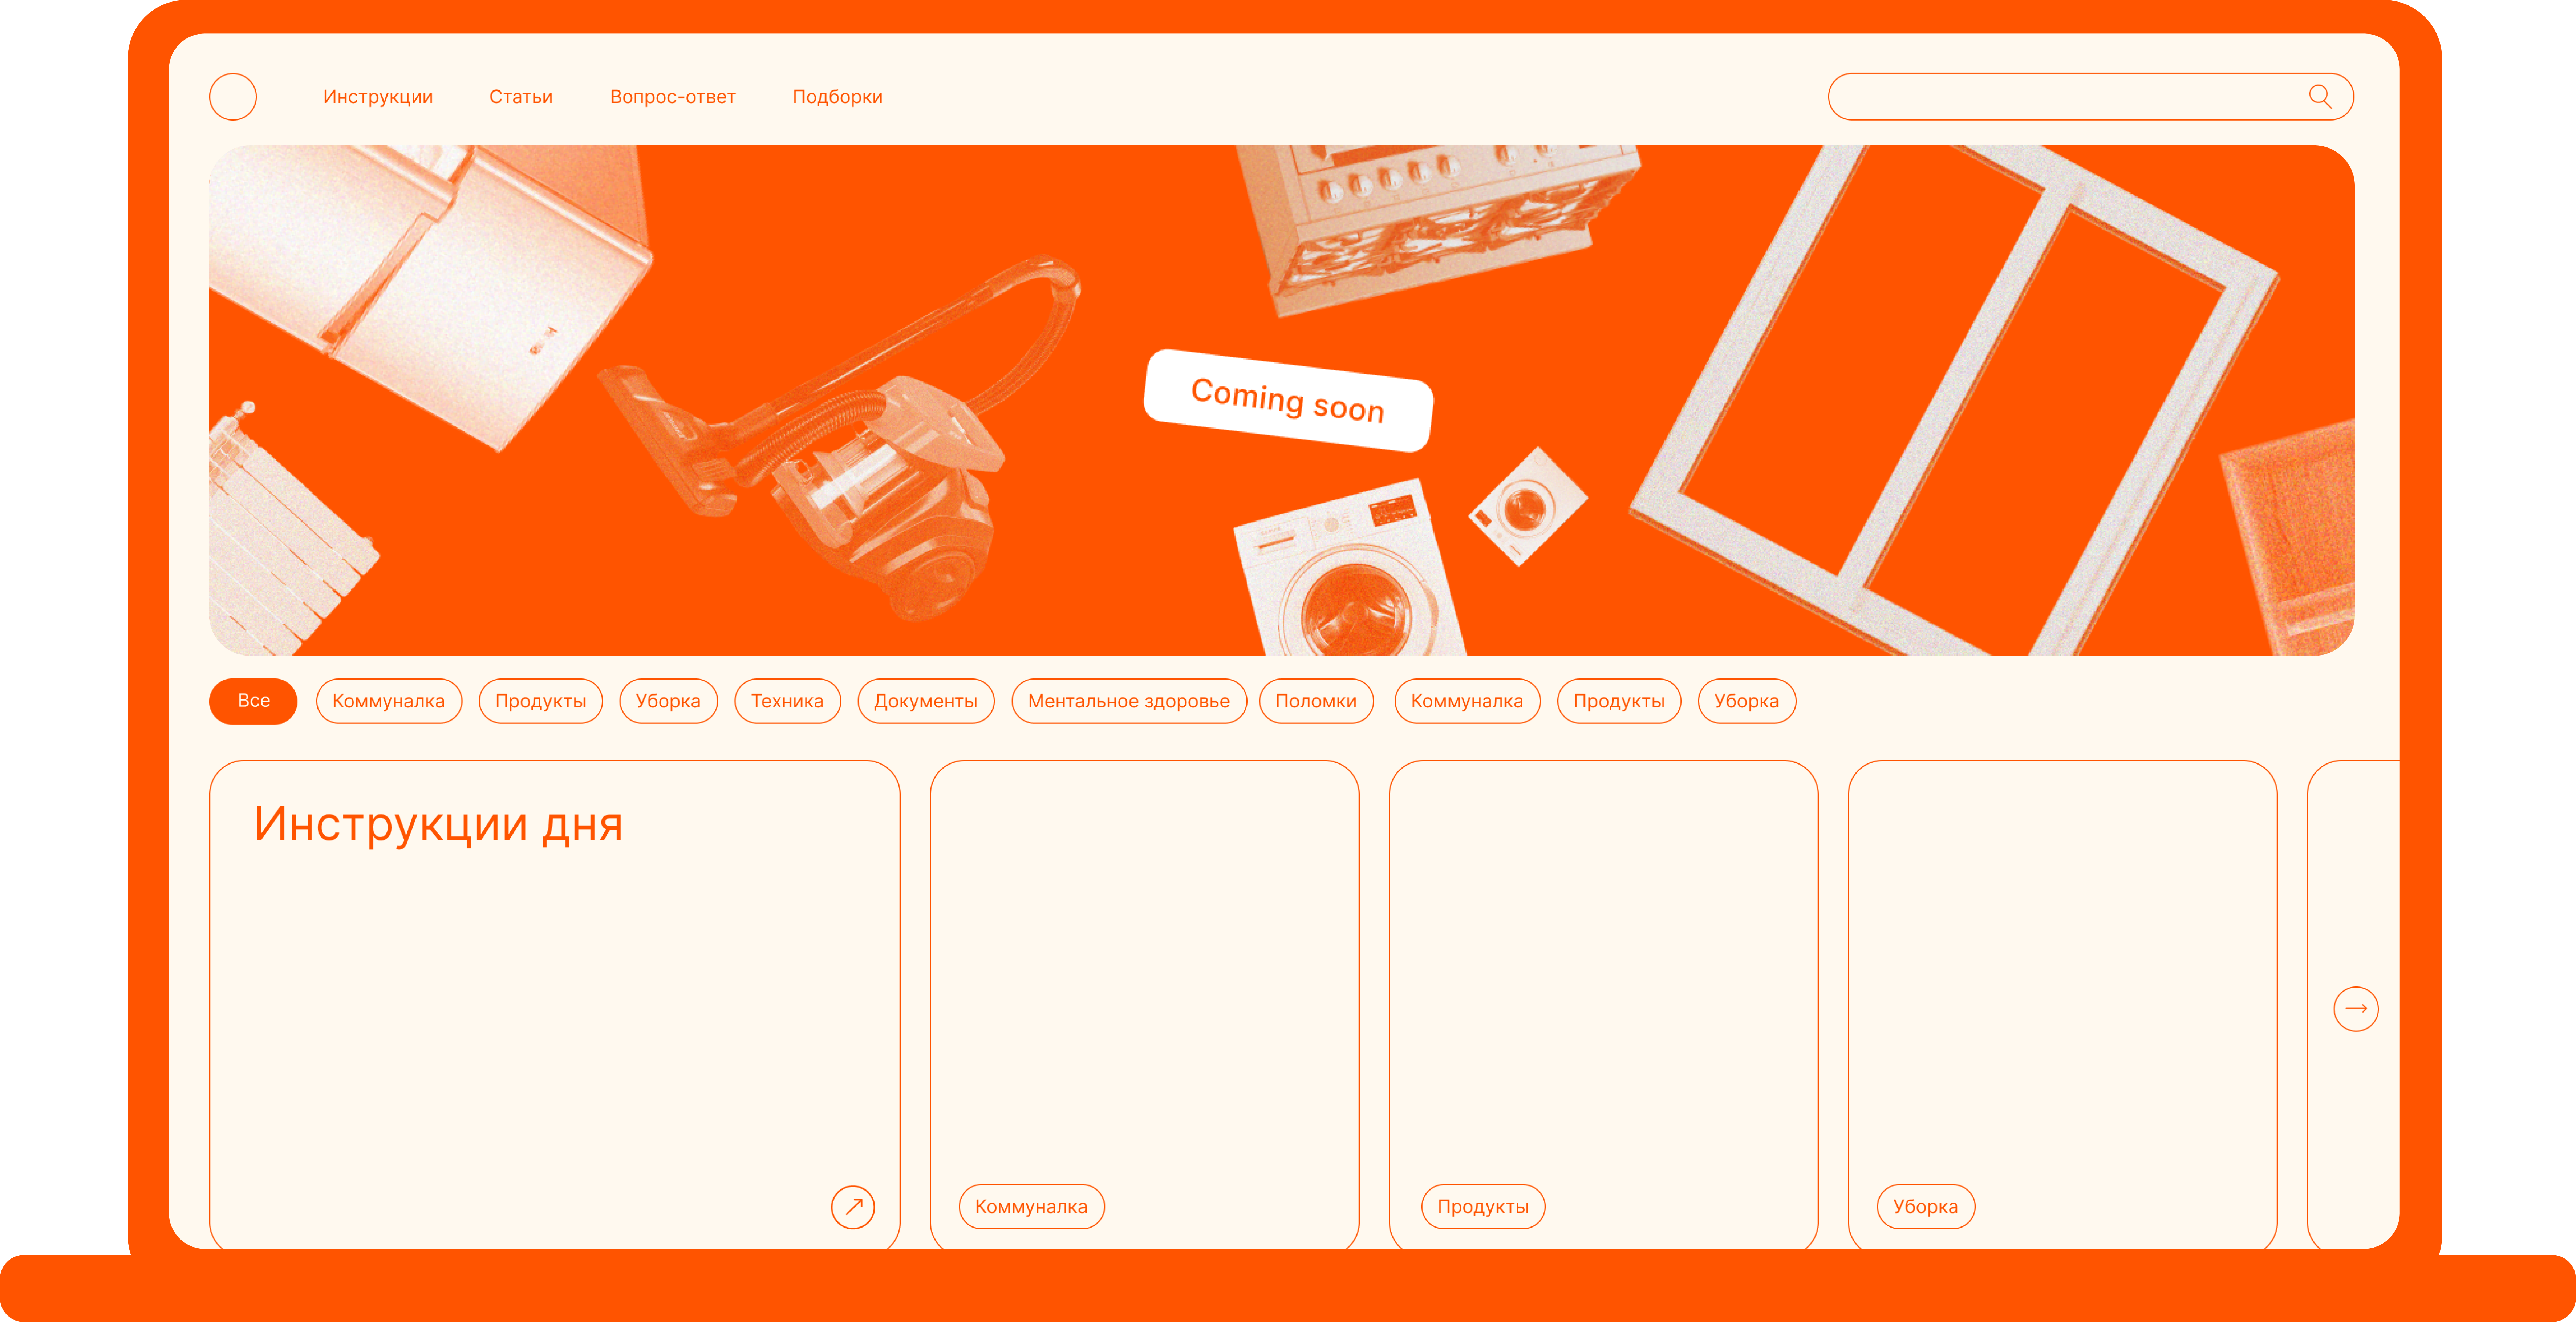 Инструкции Статьи Вопрос-ответ Подборки
Coming soon
Все Коммуналка Продукты Уборка Техника Документы Ментальное здоровье Поломки Коммуналка Продукты Уборка
Инструкции дня
Коммуналка Продукты Уборка